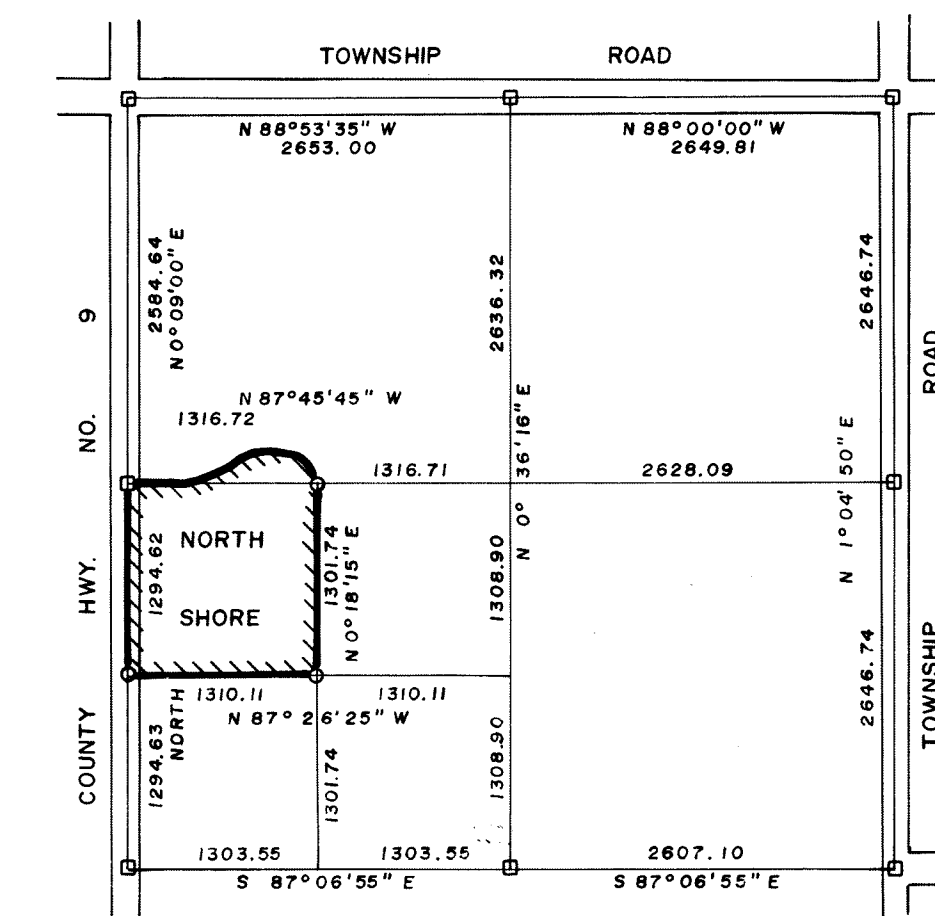 TOWNSHIP ROAD
N 88°53'35" W
2653.00
N 88°00'00" W
2649.81
2584.64
N 0°09'00" E
2636.32
2646.74
COUNTY HWY. NO. 9
N 87°45'45" W
1316.72
N 0° 36'16" E
N 1°04'50" E
TOWNSHIP ROAD
1316.71
2628.09
NORTH
SHORE
1294.62
1301.74
N 0°18'15" E
1308.90
1310.11
1310.11
N 87°26'25" W
1294.63
NORTH
1301.74
1308.90
2646.74
1303.55
1303.55
2607.10
S 87°06'55" E
S 87°06'55" E